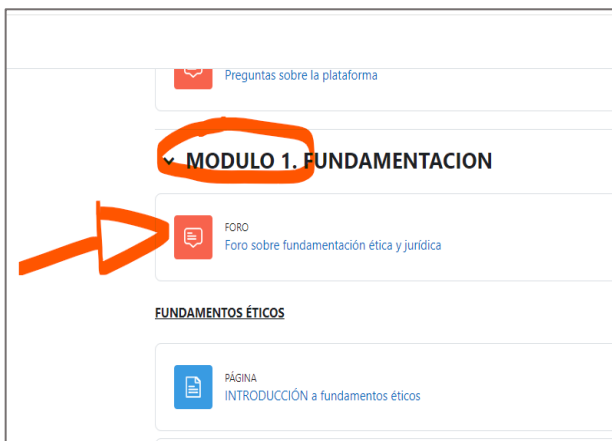 Preguntas sobre la plataforma
MODULO 1. FUNDAMENTACION
FORO
Foro sobre fundamentación ética y jurídica
FUNDAMENTOS ÉTICOS
PÁGINA
INTRODUCCIÓN a fundamentos éticos